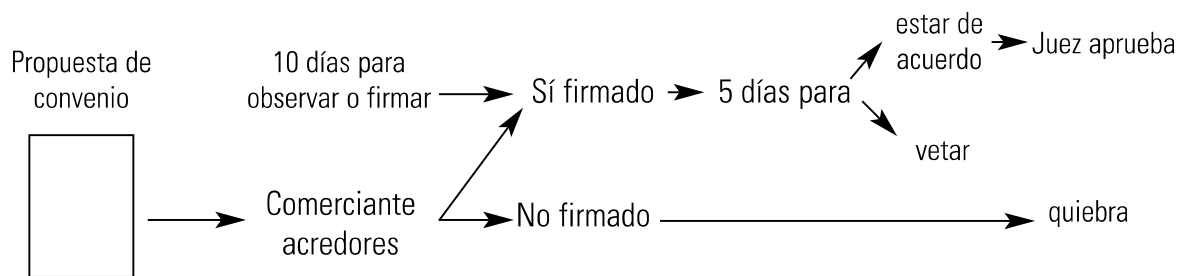 Propuesta de
convenio
10 días para
observar o firmar
Sí firmado
5 días para
estar de
acuerdo
Juez aprueba
vetar
Comerciante
acredores
No firmado
quiebra